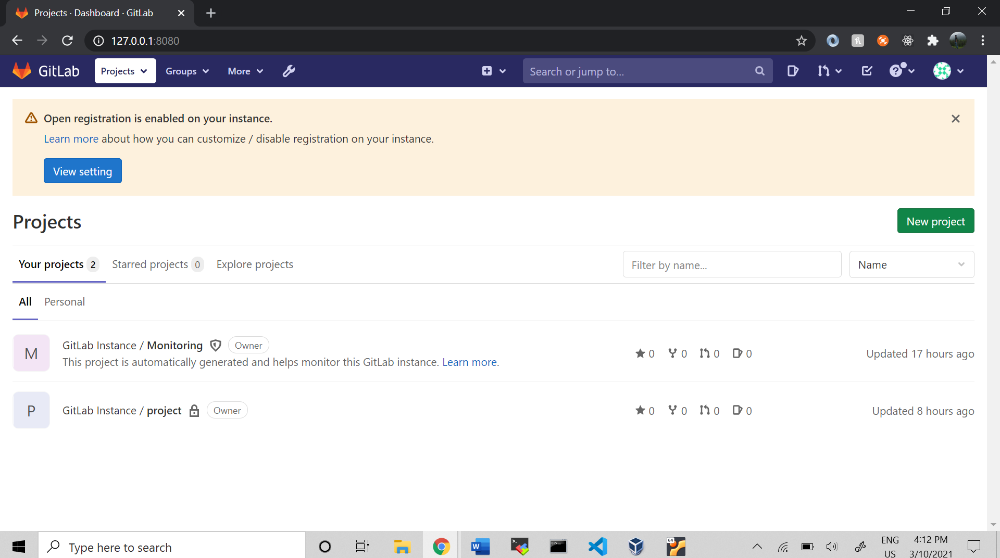 Projects · Dashboard · GitLab
127.0.0.1:8080
GitLab Projects Groups More Search or jump to...
Open registration is enabled on your instance.
Learn more about how you can customize / disable registration on your instance.
View setting
Projects New project
Your projects 2 Starred projects 0 Explore projects Filter by name... Name
All Personal
M GitLab Instance / Monitoring Owner 0 0 0 0 Updated 17 hours ago
This project is automatically generated and helps monitor this GitLab instance. Learn more.
P GitLab Instance / project Owner 0 0 0 0 Updated 8 hours ago
Type here to search ENG 4:12 PM
US 3/10/2021